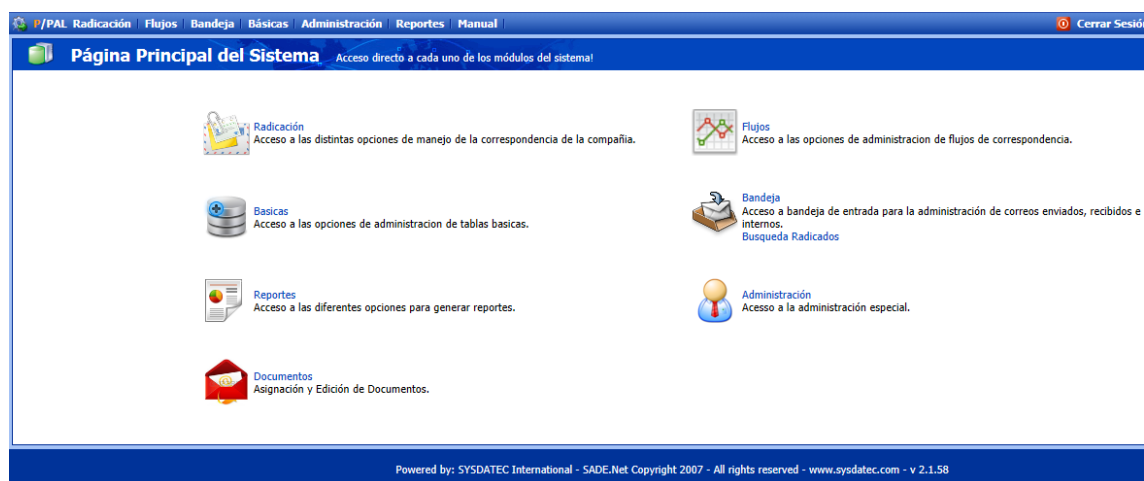 P/PAL Radicación Flujos Bandeja Básicas Administración Reportes Manual Cerrar Sesión
Página Principal del Sistema Acceso directo a cada uno de los módulos del sistema!
Radicación
Acceso a las distintas opciones de manejo de la correspondencia de la compañia.
Flujos
Acceso a las opciones de administracion de flujos de correspondencia.
Basicas
Acceso a las opciones de administracion de tablas basicas.
Bandeja
Acceso a bandeja de entrada para la administración de correos enviados, recibidos e
internos.
Busqueda Radicados
Reportes
Acceso a las diferentes opciones para generar reportes.
Administración
Acesso a la administración especial.
Documentos
Asignación y Edición de Documentos.
Powered by: SYSDATEC International - SADE.Net Copyright 2007 - All rights reserved - www.sysdatec.com - v 2.1.58